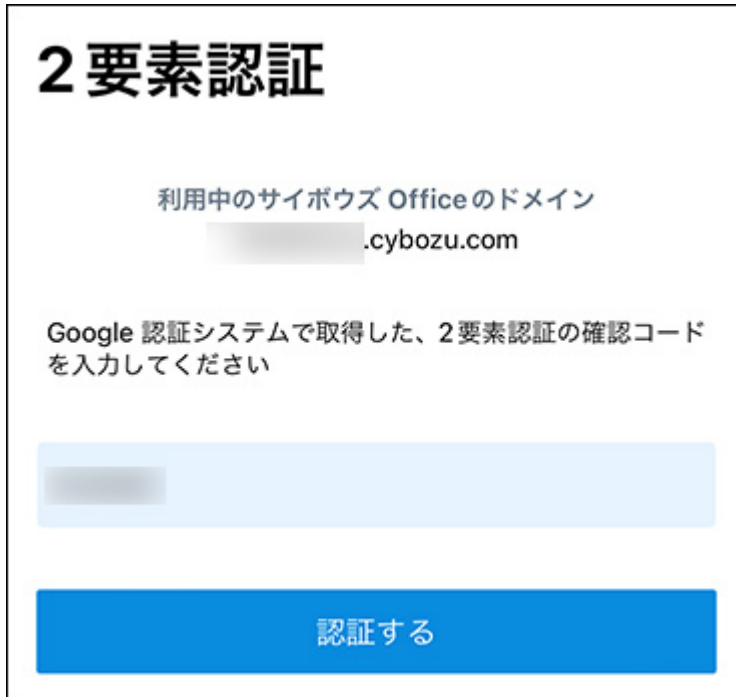 2要素認証
利用中のサイボウズ Officeのドメイン
.cybozu.com
Google 認証システムで取得した、2要素認証の確認コード
を入力してください
認証する